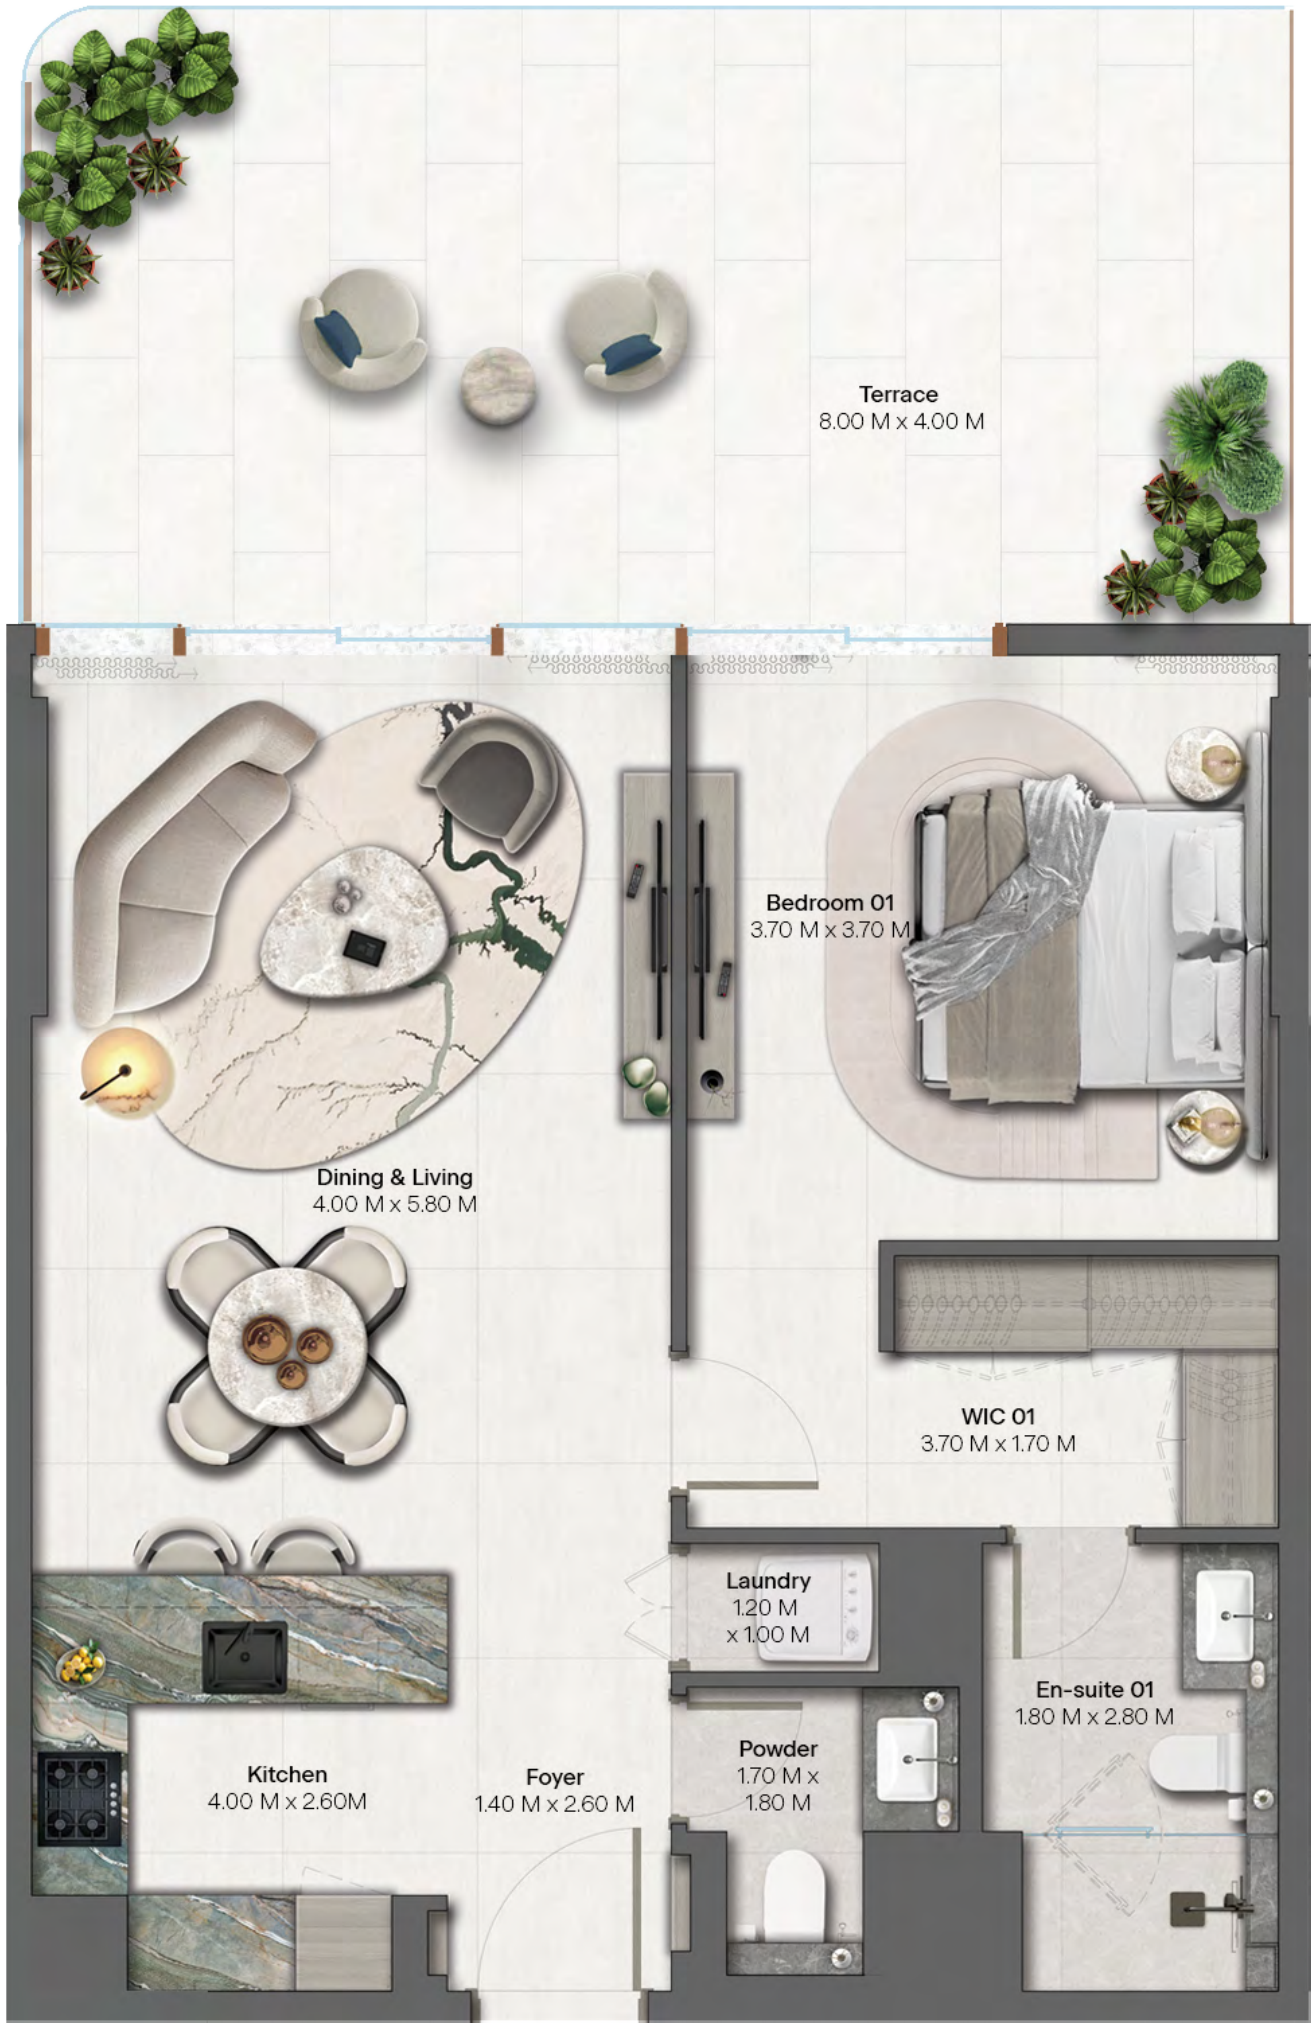 Terrace
8.00 M x 4.00 M
Bedroom 01
3.70 M x 3.70 M
Dining & Living
4.00 M x 5.80 M
WIC 01
3.70 M x 1.70 M
Laundry
1.20 M
x 1.00 M
En-suite 01
1.80 M x 2.80 M
Powder
1.70 M x
1.80 M
Kitchen
4.00 M x 2.60M
Foyer
1.40 M x 2.60 M